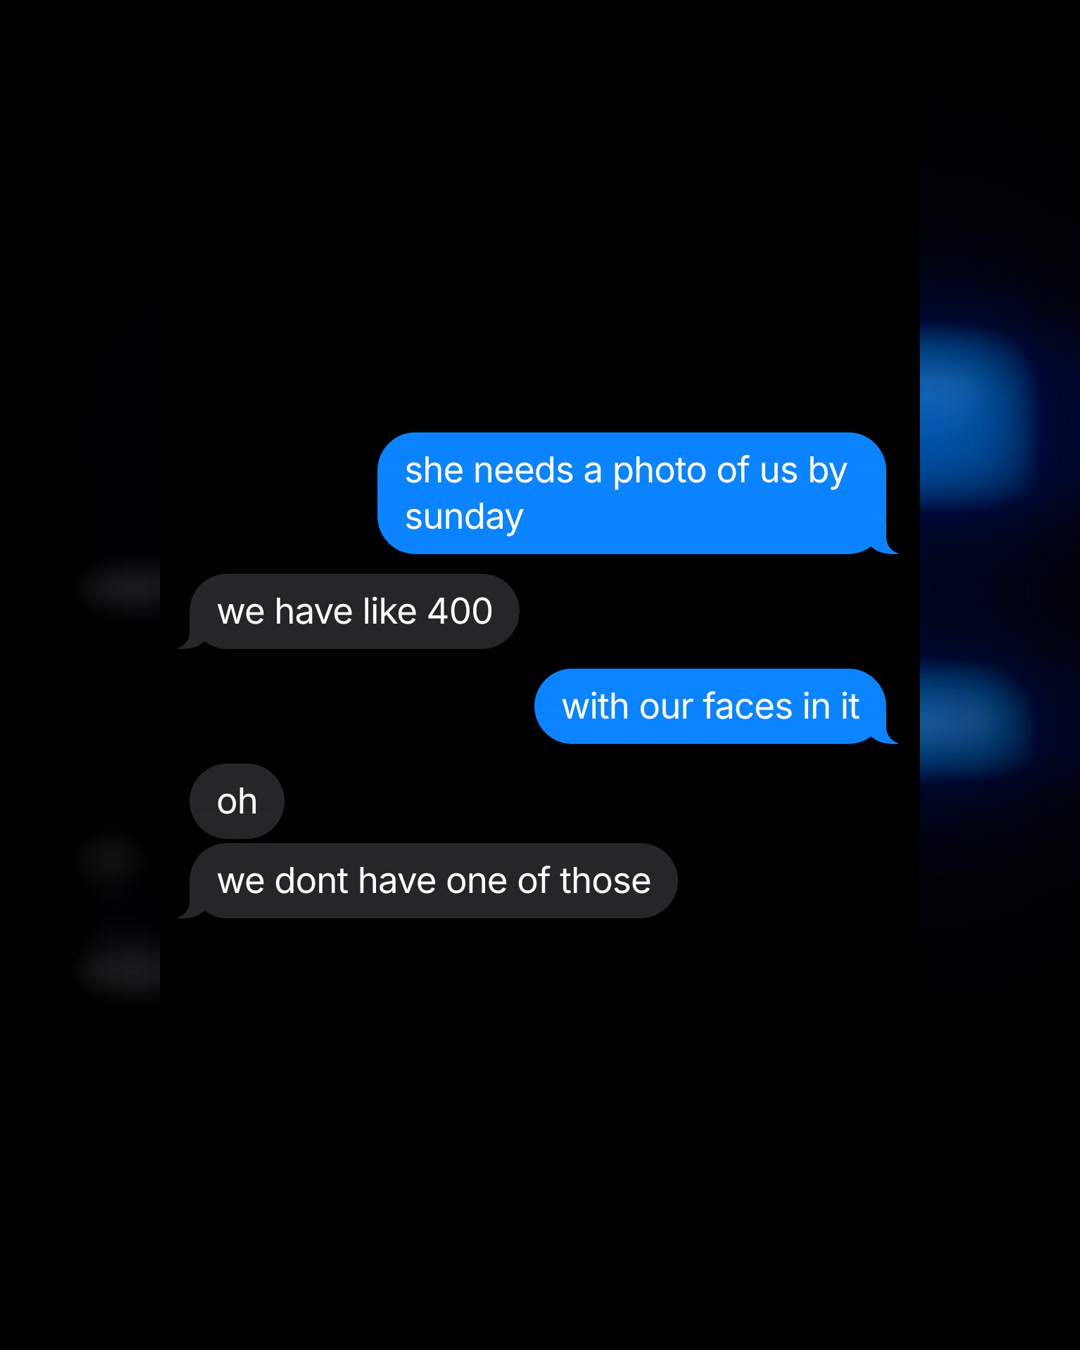 she needs a photo of us by
sunday
we have like 400
with our faces in it
oh
we dont have one of those